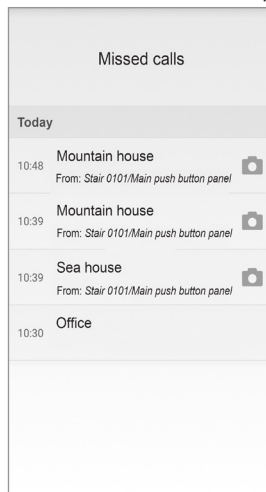 Missed calls
Today
10:48 Mountain house
From: Stair 0101/Main push button panel
10:39 Mountain house
From: Stair 0101/Main push button panel
10:39 Sea house
From: Stair 0101/Main push button panel
10:30 Office